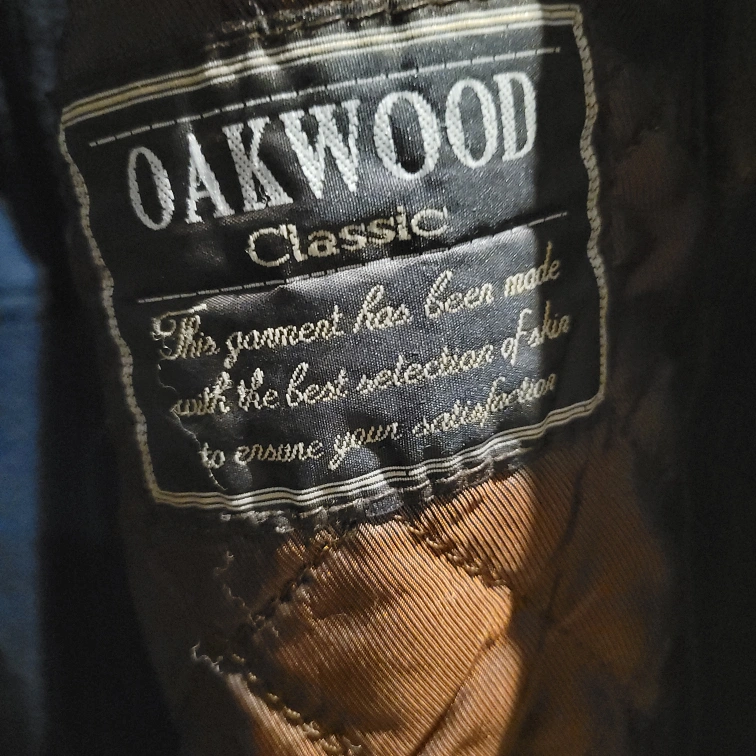 OAKWOOD
Classic
This garment has been made
with the best selection of skin
to ensure your satisfaction